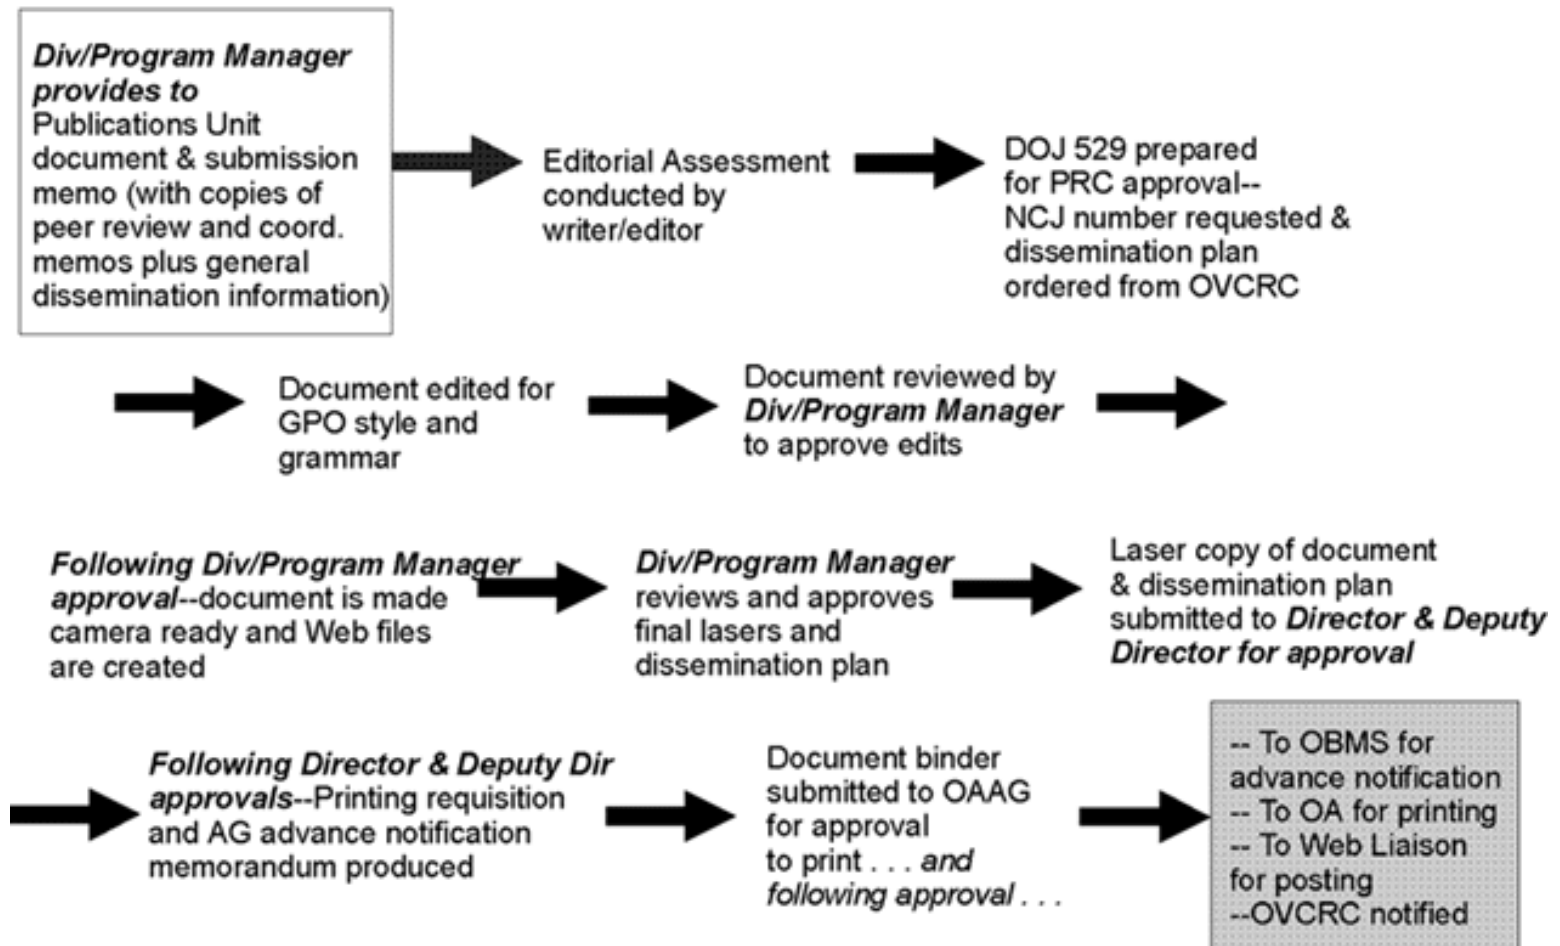 Div/Program Manager
provides to
Publications Unit
document & submission
memo (with copies of
peer review and coord.
memos plus general
dissemination information)
Editorial Assessment
conducted by
writer/editor
DOJ 529 prepared
for PRC approval--
NCJ number requested &
dissemination plan
ordered from OVCRC
Document edited for
GPO style and
grammar
Document reviewed by
Div/Program Manager
to approve edits
Following Div/Program Manager
approval--document is made
camera ready and Web files
are created
Div/Program Manager
reviews and approves
final lasers and
dissemination plan
Laser copy of document
& dissemination plan
submitted to Director & Deputy
Director for approval
Following Director & Deputy Dir
approvals--Printing requisition
and AG advance notification
memorandum produced
Document binder
submitted to OAAG
for approval
to print . . . and
following approval . . .
-- To OBMS for
advance notification
-- To OA for printing
-- To Web Liaison
for posting
--OVCRC notified